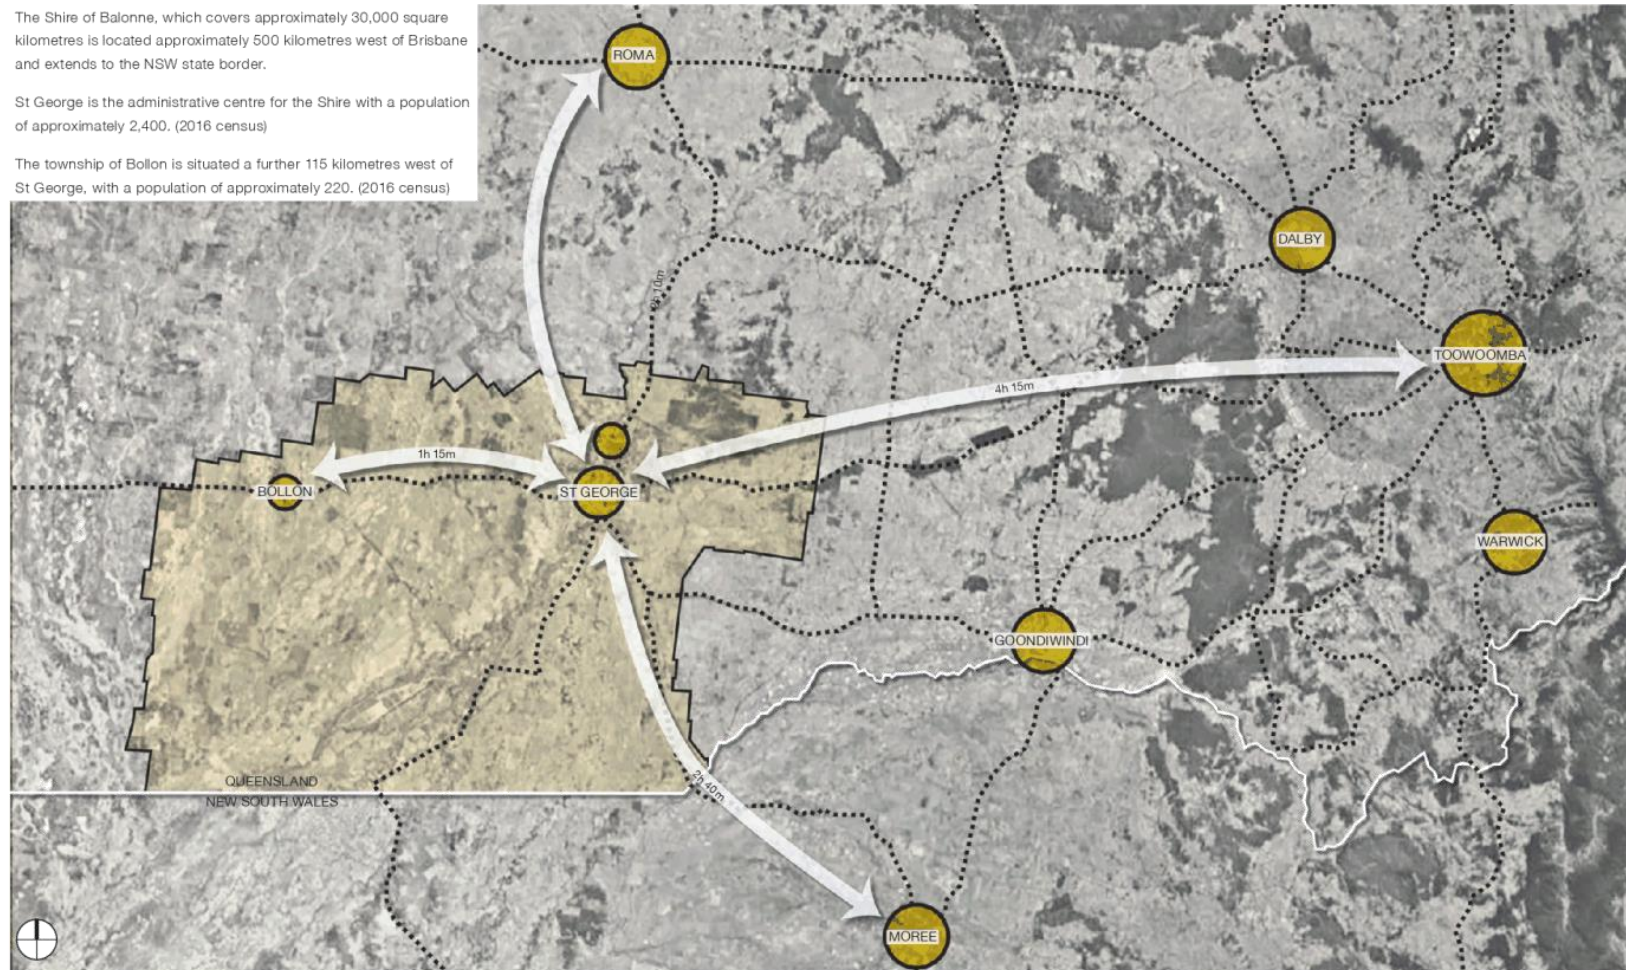 The Shire of Balonne, which covers approximately 30,000 square
kilometres is located approximately 500 kilometres west of Brisbane
and extends to the NSW state border.
St George is the administrative centre for the Shire with a population
of approximately 2,400. (2016 census)
The township of Bollon is situated a further 115 kilometres west of
St George, with a population of approximately 220. (2016 census)
ROMA
DALBY
TOOWOOMBA
4h 15m
1h 15m
BOLLON
ST GEORGE
WARWICK
GOONDIWINDI
QUEENSLAND
NEW SOUTH WALES
2h 40m
MOREE